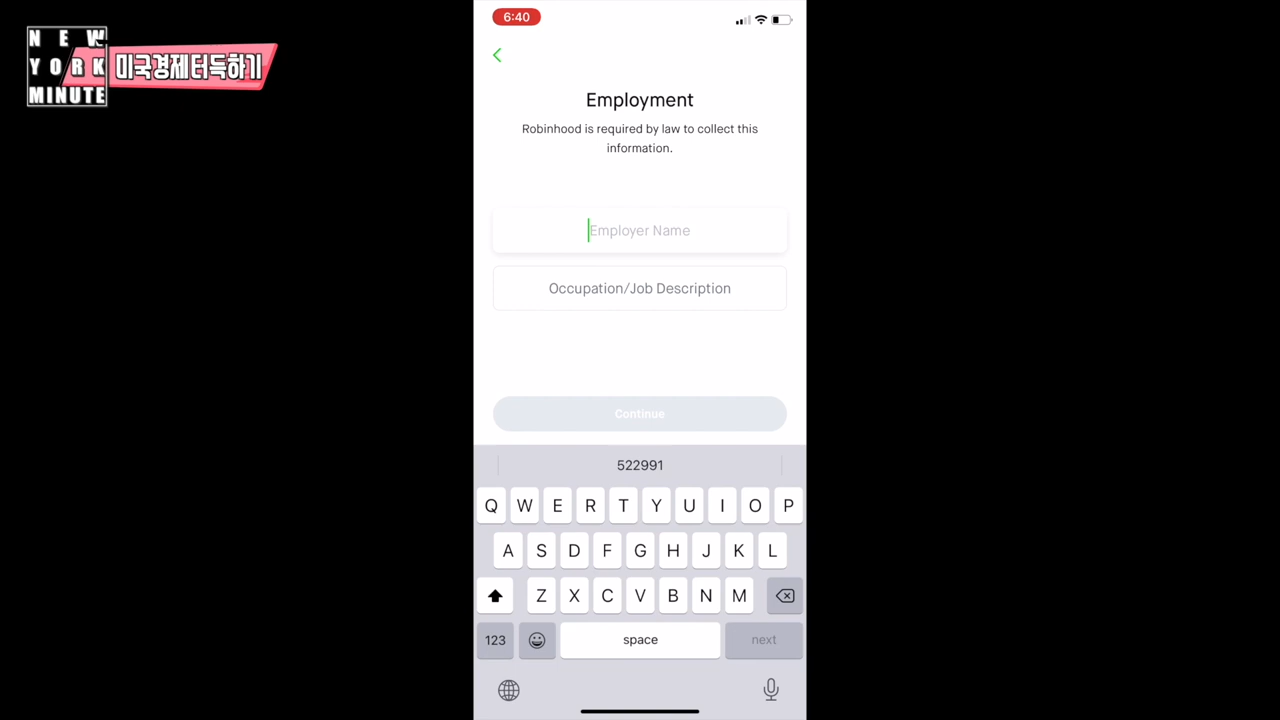 NEW
YORK
MINUTE
미국경제터득하기
6:40
Employment
Robinhood is required by law to collect this
information.
Employer Name
Occupation/Job Description
Continue
522991
Q W E R T Y U I O P
A S D F G H J K L
Z X C V B N M
123 space next